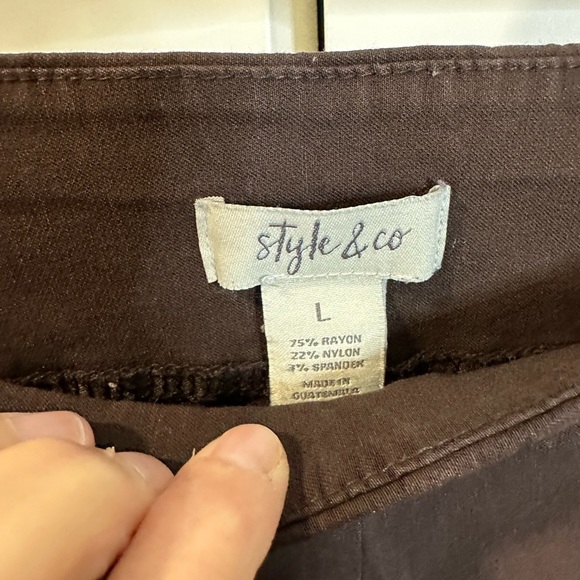 style & co
L
75% RAYON
22% NYLON
3% SPANDEX
MADE IN
GUATEMALA